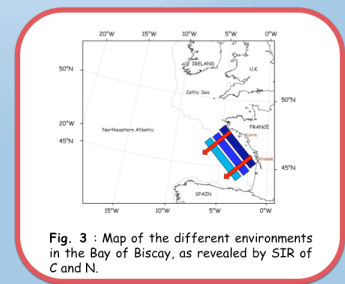 20°W 15°W 10°W 5°W 0°W
IRELAND
U.K.
50°N
Celtic Sea
50°N
20°W
45°N
Northeastern Atlantic
FRANCE
Loire
Gironde
45°N
SPAIN
15°W 10°W 5°W 0°W
Fig. 3 : Map of the different environments
in the Bay of Biscay, as revealed by SIR of
C and N.